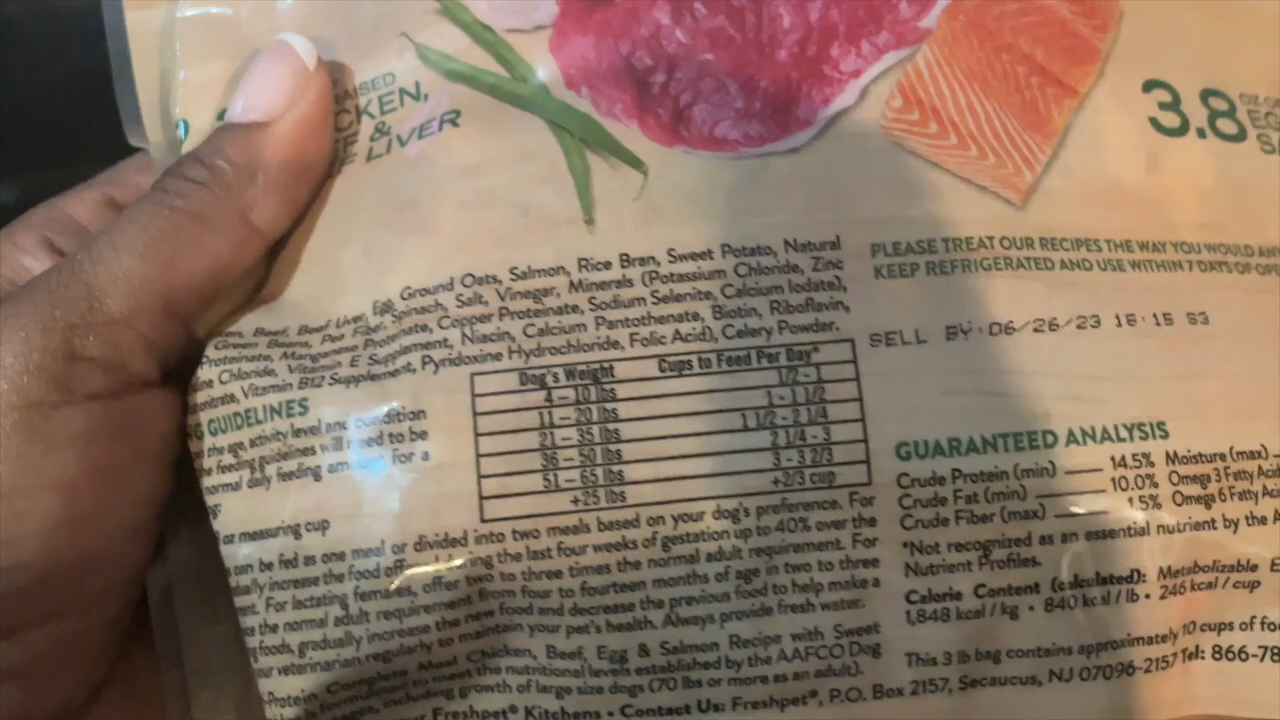 AISED
CKEN,
&
LIVER
3.8
Beef, Beef Liver, Egg, Ground Oats, Salmon, Rice Bran, Sweet Potato, Natural
Green Beans, Pea Fiber, Spinach, Salt, Vinegar, Minerals (Potassium Chloride, Zinc
Proteinate, Manganese Proteinate, Copper Proteinate, Sodium Selenite, Calcium Iodate),
Chloride, Vitamin E Supplement, Niacin, Calcium Pantothenate, Biotin, Riboflavin,
Vitamin B12 Supplement, Pyridoxine Hydrochloride, Folic Acid), Celery Powder.
G GUIDELINES
the age, activity level and condition
feeding guidelines will need to be
normal daily feeding For a
oz measuring cup
Dog's Weight Cups to Feed Per Day*
4 – 10 lbs 1/2 - 1
11 – 20 lbs 1 - 1 1/2
21 – 35 lbs 1 1/2 - 2 1/4
36 – 50 lbs 2 1/4 - 3
51 – 65 lbs 3 - 3 2/3
+25 lbs +2/3 cup
can be fed as one meal or divided into two meals based on your dog's preference. For
increase the food during the last four weeks of gestation up to 40% over the
For lactating females, offer two to three times the normal adult requirement. For
the normal adult requirement from four to fourteen months of age in two to three
foods, gradually increase the new food and decrease the previous food to help make a
veterinarian regularly to maintain your pet's health. Always provide fresh water.
Protein Complete Meal Chicken, Beef, Egg & Salmon Recipe with Sweet
to meet the nutritional levels established by the AAFCO Dog
including growth of large size dogs (70 lbs or more as an adult).
Freshpet® Kitchens • Contact Us: Freshpet®, P.O. Box 2157, Secaucus, NJ 07096-2157 Tel: 866-78
PLEASE TREAT OUR RECIPES THE WAY YOU WOULD AN
KEEP REFRIGERATED AND USE WITHIN 7 DAYS OF OP
SELL BY 06/26/23 16:15 S3
GUARANTEED ANALYSIS
Crude Protein (min) 14.5% Moisture (max)
Crude Fat (min) 10.0% Omega 3 Fatty Acid
Crude Fiber (max) 1.5% Omega 6 Fatty Ac
*Not recognized as an essential nutrient by the A
Nutrient Profiles.
Calorie Content (calculated): Metabolizable E
1,848 kcal / kg • 840 kcal / lb • 246 kcal / cup
This 3 lb bag contains approximately 10 cups of fo